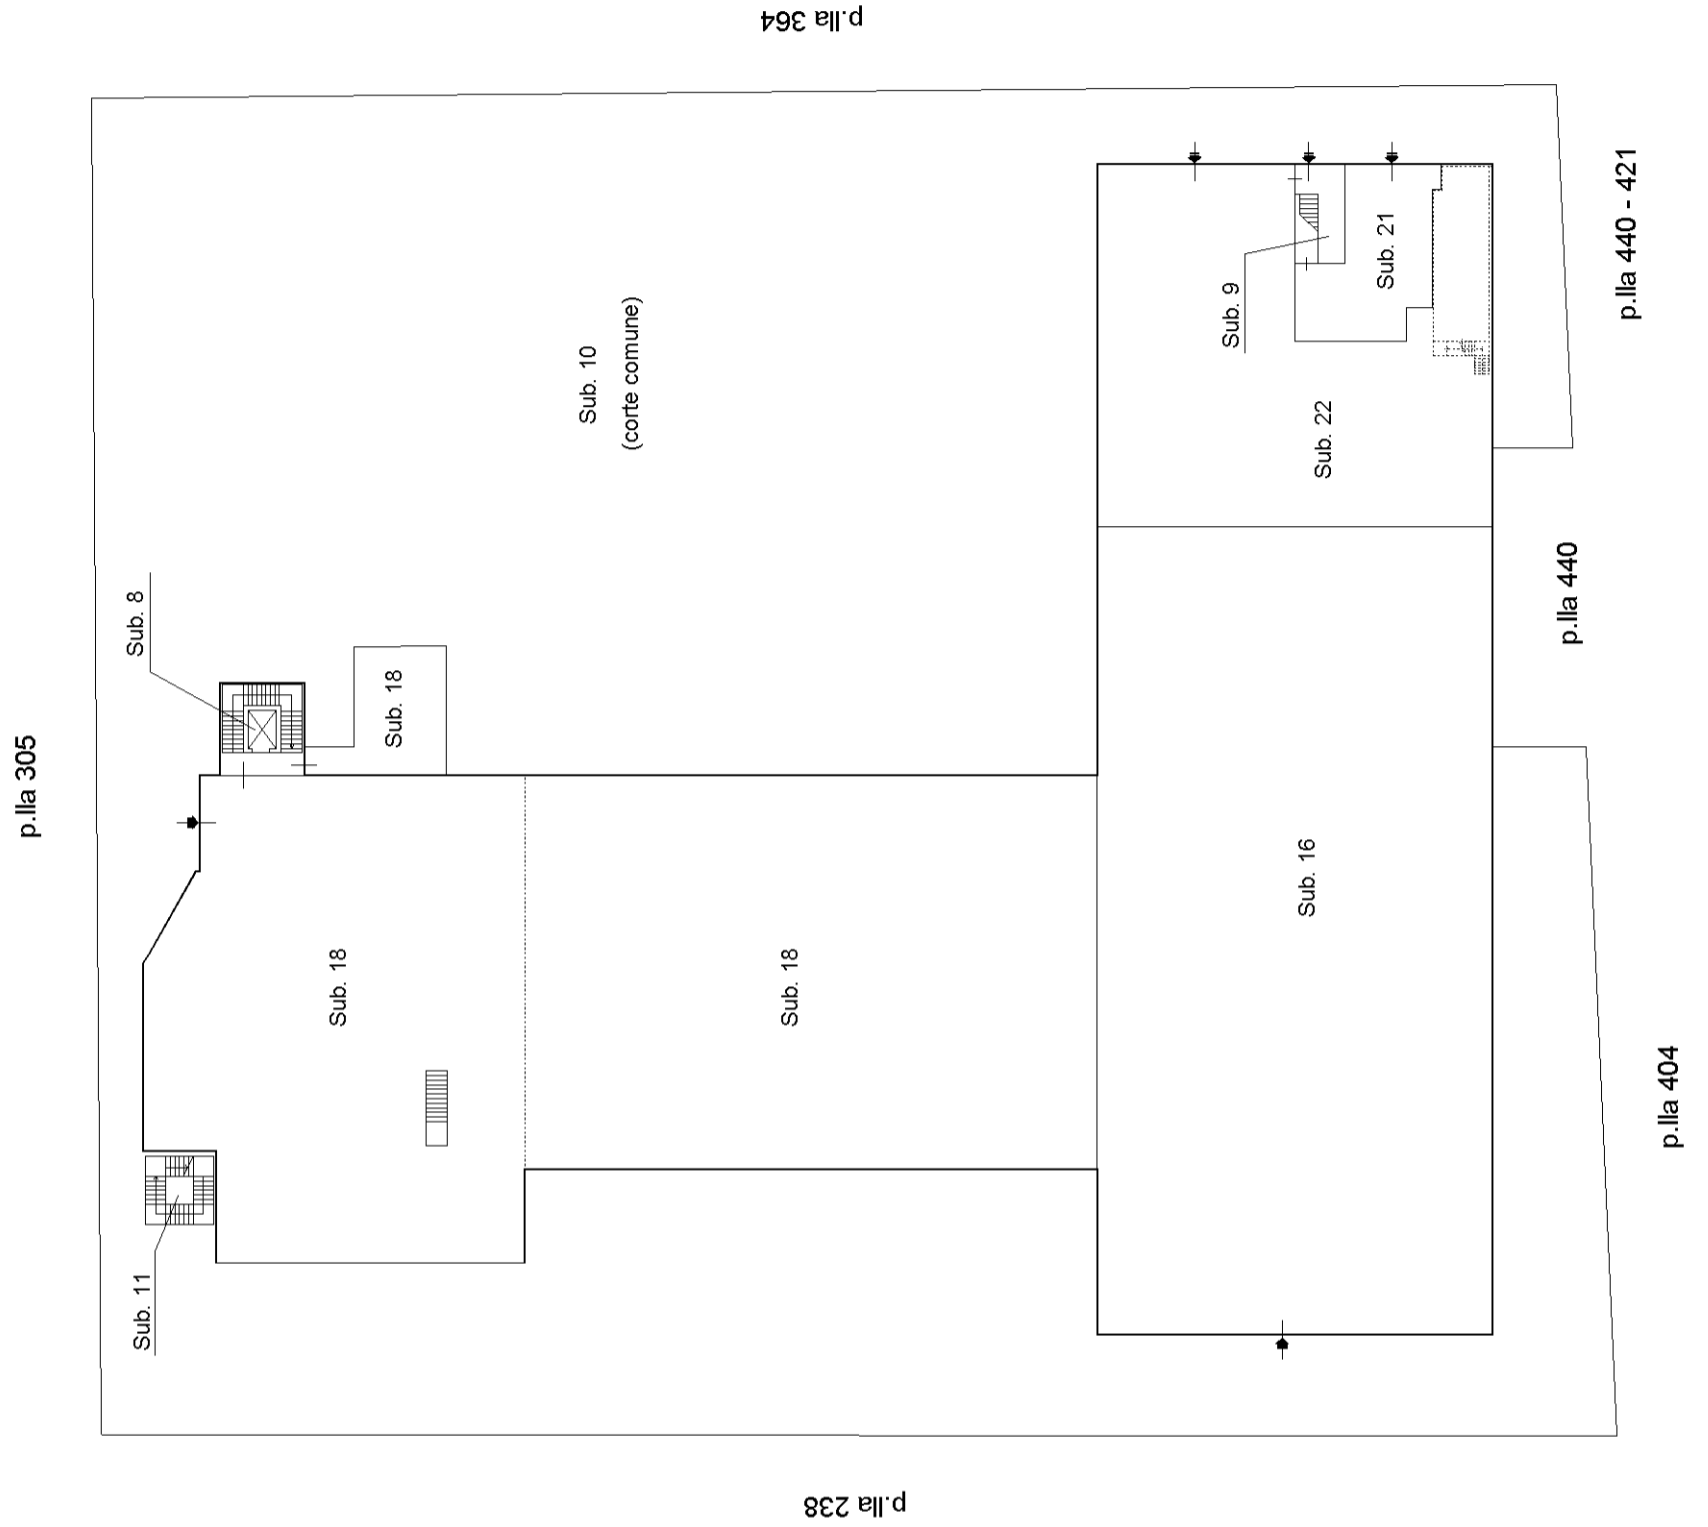 p.lla 364
p.lla 440 - 421
Sub. 21
Sub. 9
Sub. 10
(corte comune)
Sub. 22
p.lla 440
Sub. 8
Sub. 18
p.lla 305
Sub. 16
Sub. 18
Sub. 18
p.lla 404
Sub. 11
p.lla 238